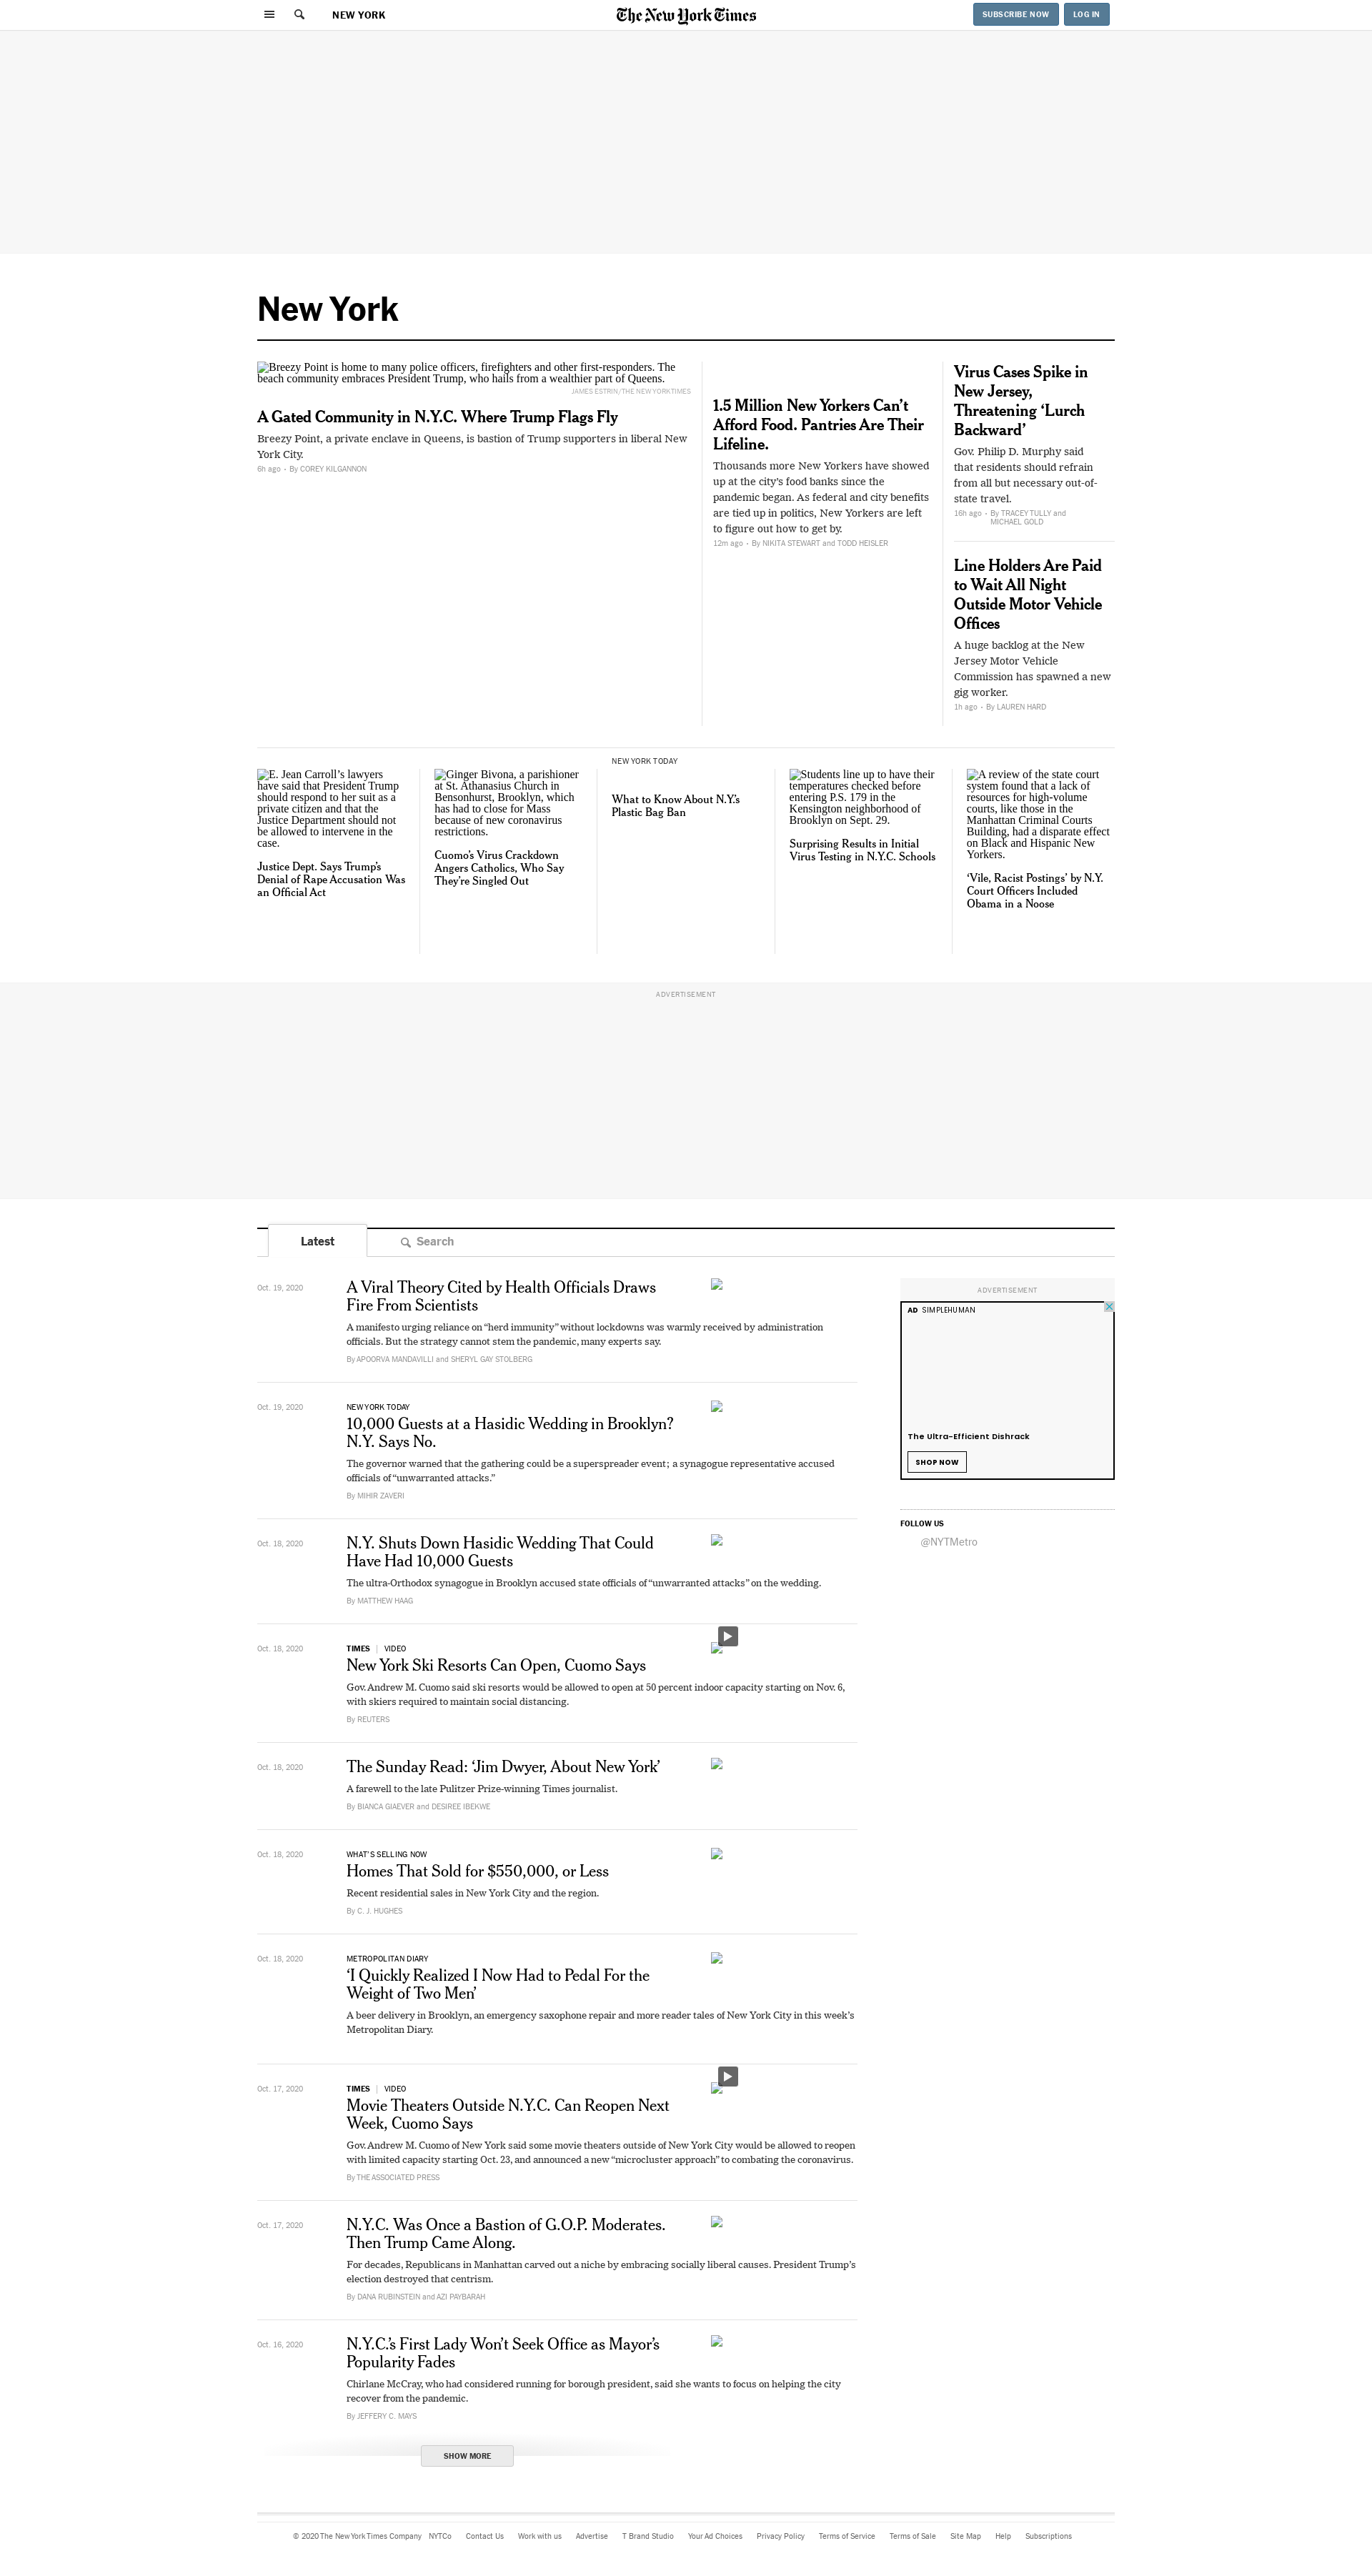 NEW YORK
The New York Times
SUBSCRIBE NOW
LOG IN
New York
Breezy Point is home to many police officers, firefighters and other first-responders. The
beach community embraces President Trump, who hails from a wealthier part of Queens.
JAMES ESTRIN/THE NEW YORK TIMES
A Gated Community in N.Y.C. Where Trump Flags Fly
Breezy Point, a private enclave in Queens, is bastion of Trump supporters in liberal New
York City.
6h ago • By COREY KILGANNON
1.5 Million New Yorkers Can’t
Afford Food. Pantries Are Their
Lifeline.
Thousands more New Yorkers have showed
up at the city’s food banks since the
pandemic began. As federal and city benefits
are tied up in politics, New Yorkers are left
to figure out how to get by.
12m ago • By NIKITA STEWART and TODD HEISLER
Virus Cases Spike in
New Jersey,
Threatening ‘Lurch
Backward’
Gov. Philip D. Murphy said
that residents should refrain
from all but necessary out-of-
state travel.
16h ago • By TRACEY TULLY and
MICHAEL GOLD
Line Holders Are Paid
to Wait All Night
Outside Motor Vehicle
Offices
A huge backlog at the New
Jersey Motor Vehicle
Commission has spawned a new
gig worker.
1h ago • By LAUREN HARD
E. Jean Carroll’s lawyers
have said that President Trump
should respond to her suit as a
private citizen and that the
Justice Department should not
be allowed to intervene in the
case.
Justice Dept. Says Trump’s
Denial of Rape Accusation Was
an Official Act
Ginger Bivona, a parishioner
at St. Athanasius Church in
Bensonhurst, Brooklyn, which
has had to close for Mass
because of new coronavirus
restrictions.
Cuomo’s Virus Crackdown
Angers Catholics, Who Say
They’re Singled Out
NEW YORK TODAY
What to Know About N.Y.’s
Plastic Bag Ban
Students line up to have their
temperatures checked before
entering P.S. 179 in the
Kensington neighborhood of
Brooklyn on Sept. 29.
Surprising Results in Initial
Virus Testing in N.Y.C. Schools
A review of the state court
system found that a lack of
resources for high-volume
courts, like those in the
Manhattan Criminal Courts
Building, had a disparate effect
on Black and Hispanic New
Yorkers.
‘Vile, Racist Postings’ by N.Y.
Court Officers Included
Obama in a Noose
ADVERTISEMENT
Latest
Search
Oct. 19, 2020
A Viral Theory Cited by Health Officials Draws
Fire From Scientists
A manifesto urging reliance on “herd immunity” without lockdowns was warmly received by administration
officials. But the strategy cannot stem the pandemic, many experts say.
By APOORVA MANDAVILLI and SHERYL GAY STOLBERG
Oct. 19, 2020
NEW YORK TODAY
10,000 Guests at a Hasidic Wedding in Brooklyn?
N.Y. Says No.
The governor warned that the gathering could be a superspreader event; a synagogue representative accused
officials of “unwarranted attacks.”
By MIHIR ZAVERI
Oct. 18, 2020
N.Y. Shuts Down Hasidic Wedding That Could
Have Had 10,000 Guests
The ultra-Orthodox synagogue in Brooklyn accused state officials of “unwarranted attacks” on the wedding.
By MATTHEW HAAG
Oct. 18, 2020
TIMES | VIDEO
New York Ski Resorts Can Open, Cuomo Says
Gov. Andrew M. Cuomo said ski resorts would be allowed to open at 50 percent indoor capacity starting on Nov. 6,
with skiers required to maintain social distancing.
By REUTERS
Oct. 18, 2020
The Sunday Read: ‘Jim Dwyer, About New York’
A farewell to the late Pulitzer Prize-winning Times journalist.
By BIANCA GIAEVER and DESIREE IBEKWE
Oct. 18, 2020
WHAT’S SELLING NOW
Homes That Sold for $550,000, or Less
Recent residential sales in New York City and the region.
By C. J. HUGHES
Oct. 18, 2020
METROPOLITAN DIARY
‘I Quickly Realized I Now Had to Pedal For the
Weight of Two Men’
A beer delivery in Brooklyn, an emergency saxophone repair and more reader tales of New York City in this week’s
Metropolitan Diary.
Oct. 17, 2020
TIMES | VIDEO
Movie Theaters Outside N.Y.C. Can Reopen Next
Week, Cuomo Says
Gov. Andrew M. Cuomo of New York said some movie theaters outside of New York City would be allowed to reopen
with limited capacity starting Oct. 23, and announced a new “microcluster approach” to combating the coronavirus.
By THE ASSOCIATED PRESS
Oct. 17, 2020
N.Y.C. Was Once a Bastion of G.O.P. Moderates.
Then Trump Came Along.
For decades, Republicans in Manhattan carved out a niche by embracing socially liberal causes. President Trump’s
election destroyed that centrism.
By DANA RUBINSTEIN and AZI PAYBARAH
Oct. 16, 2020
N.Y.C.’s First Lady Won’t Seek Office as Mayor’s
Popularity Fades
Chirlane McCray, who had considered running for borough president, said she wants to focus on helping the city
recover from the pandemic.
By JEFFERY C. MAYS
SHOW MORE
ADVERTISEMENT
AD SIMPLEHUMAN
The Ultra-Efficient Dishrack
SHOP NOW
FOLLOW US
@NYTMetro
© 2020 The New York Times Company NYTCo Contact Us Work with us Advertise T Brand Studio Your Ad Choices Privacy Policy Terms of Service Terms of Sale Site Map Help Subscriptions